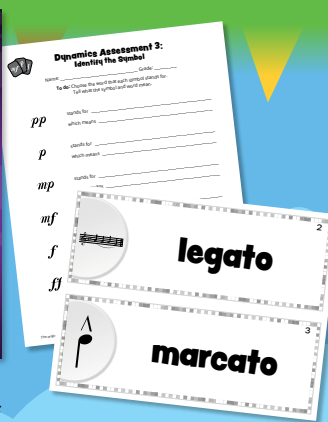 Dynamics Assessment 3:
Identify the Symbol
Name: Grade:
To do: Choose the word that each symbol stands for.
Tell what the symbol and word mean.
pp stands for
which means
p stands for
which means
mp stands for
mf
f
ff
2
legato
3
marcato